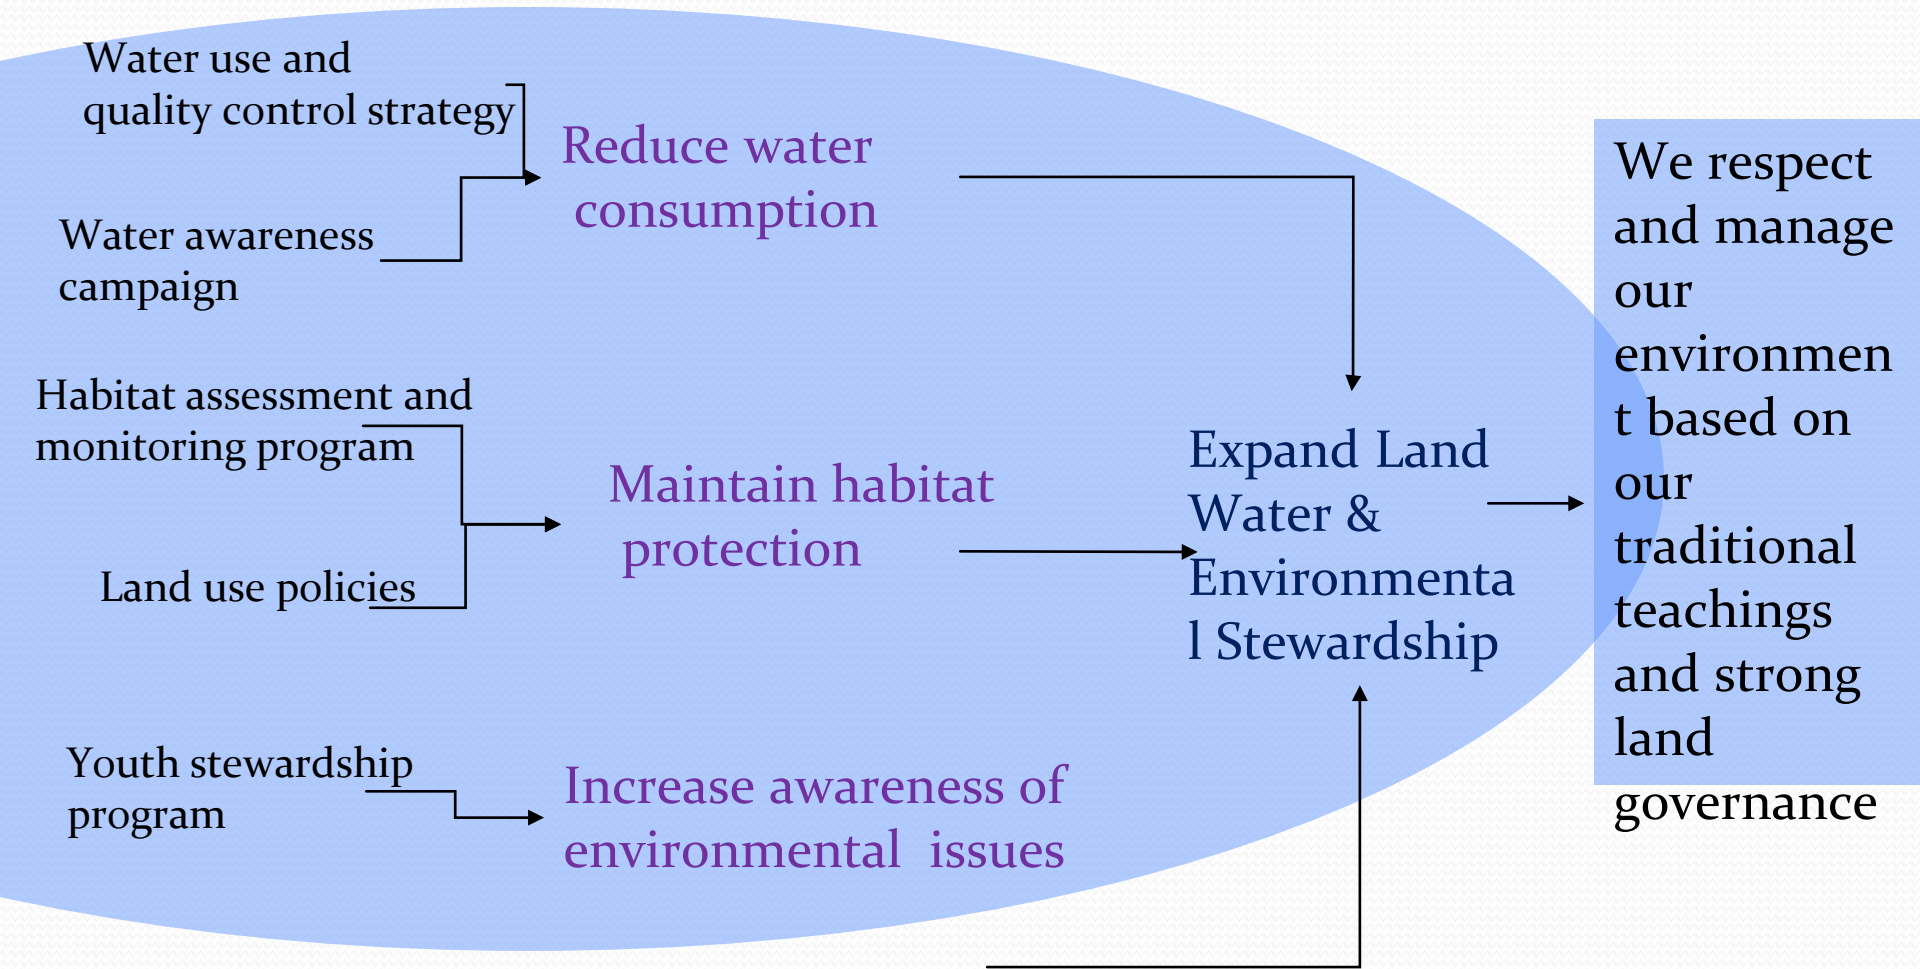 Water use and
quality control strategy
Water awareness
campaign
Habitat assessment and
monitoring program
Land use policies
Youth stewardship
program
Reduce water
consumption
Maintain habitat
protection
Increase awareness of
environmental issues
Expand Land
Water &
Environmenta
l Stewardship
We respect
and manage
our
environmen
t based on
our
traditional
teachings
and strong
land
governance